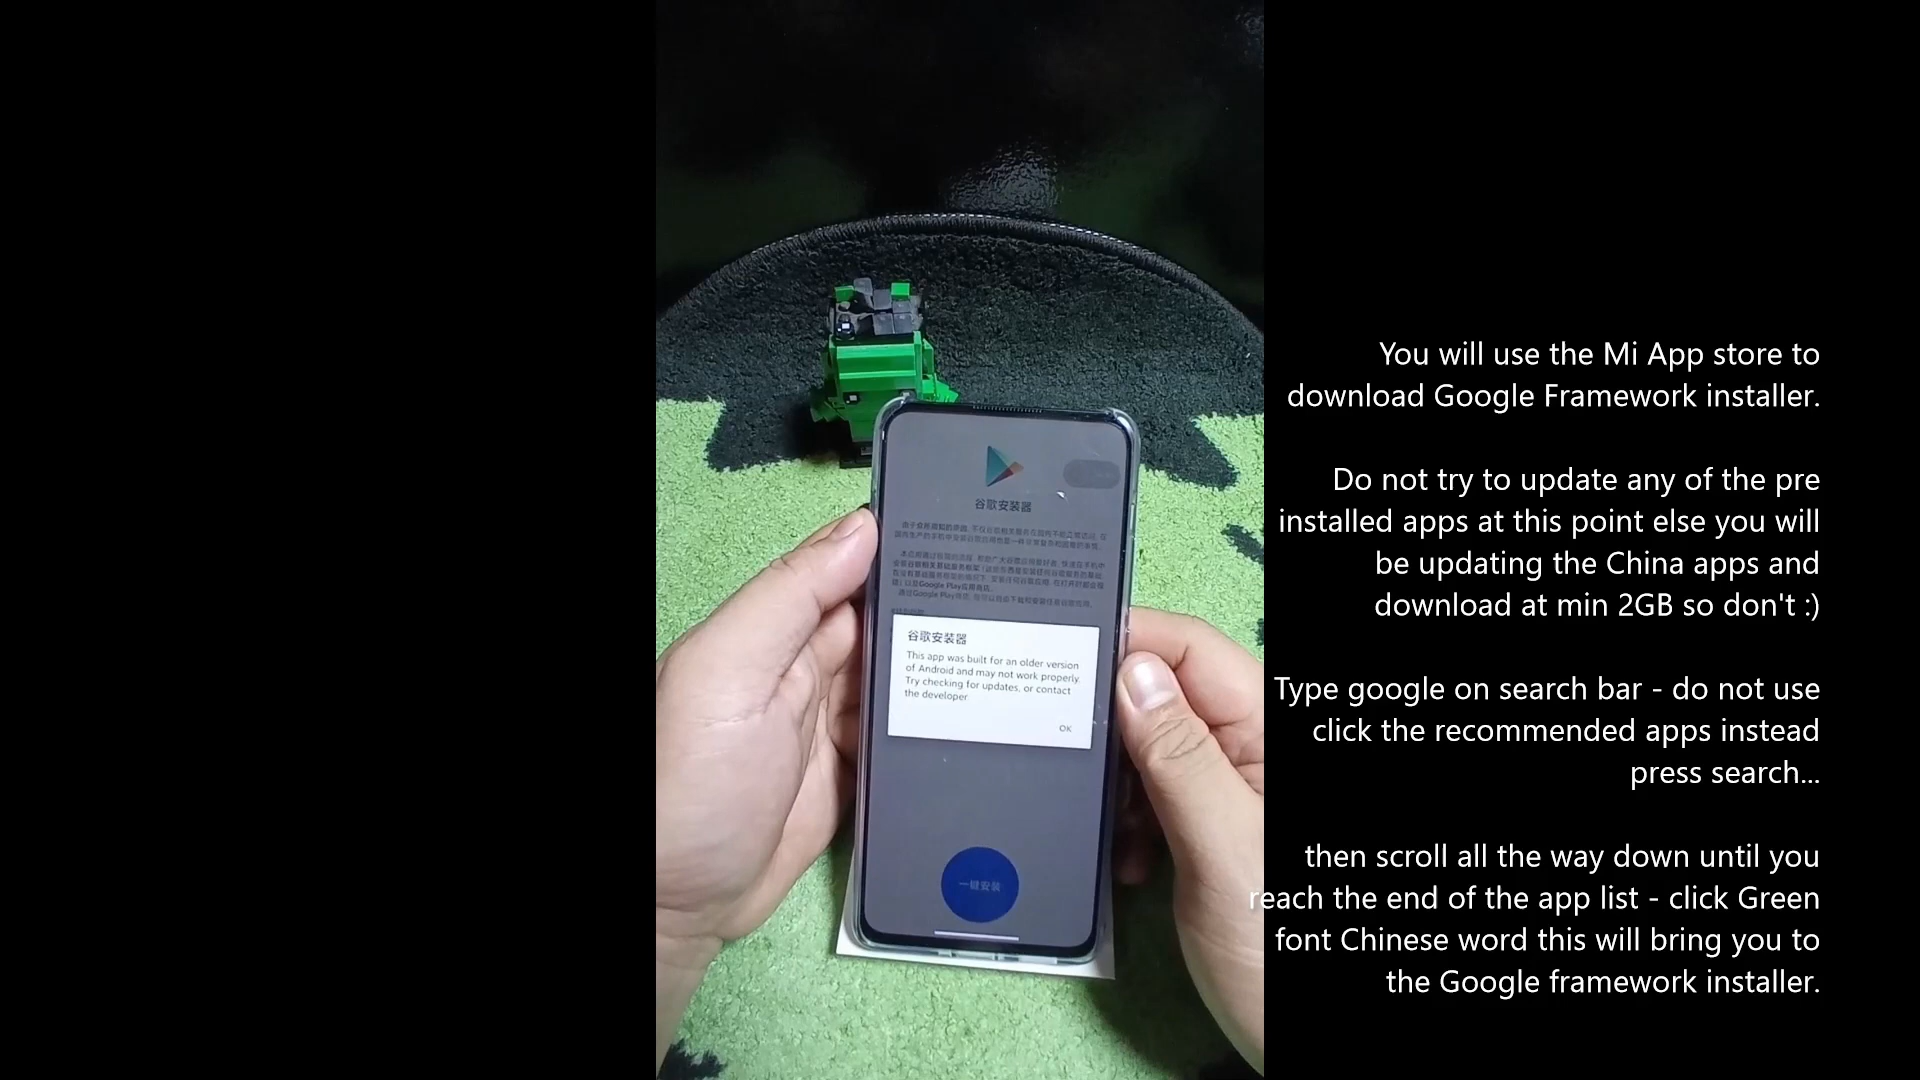 谷歌安装器
谷歌安装器
This app was built for an older version
of Android and may not work properly.
Try checking for updates, or contact
the developer
OK
一键安装
You will use the Mi App store to
download Google Framework installer.
Do not try to update any of the pre
installed apps at this point else you will
be updating the China apps and
download at min 2GB so don't :)
Type google on search bar - do not use
click the recommended apps instead
press search...
then scroll all the way down until you
reach the end of the app list - click Green
font Chinese word this will bring you to
the Google framework installer.